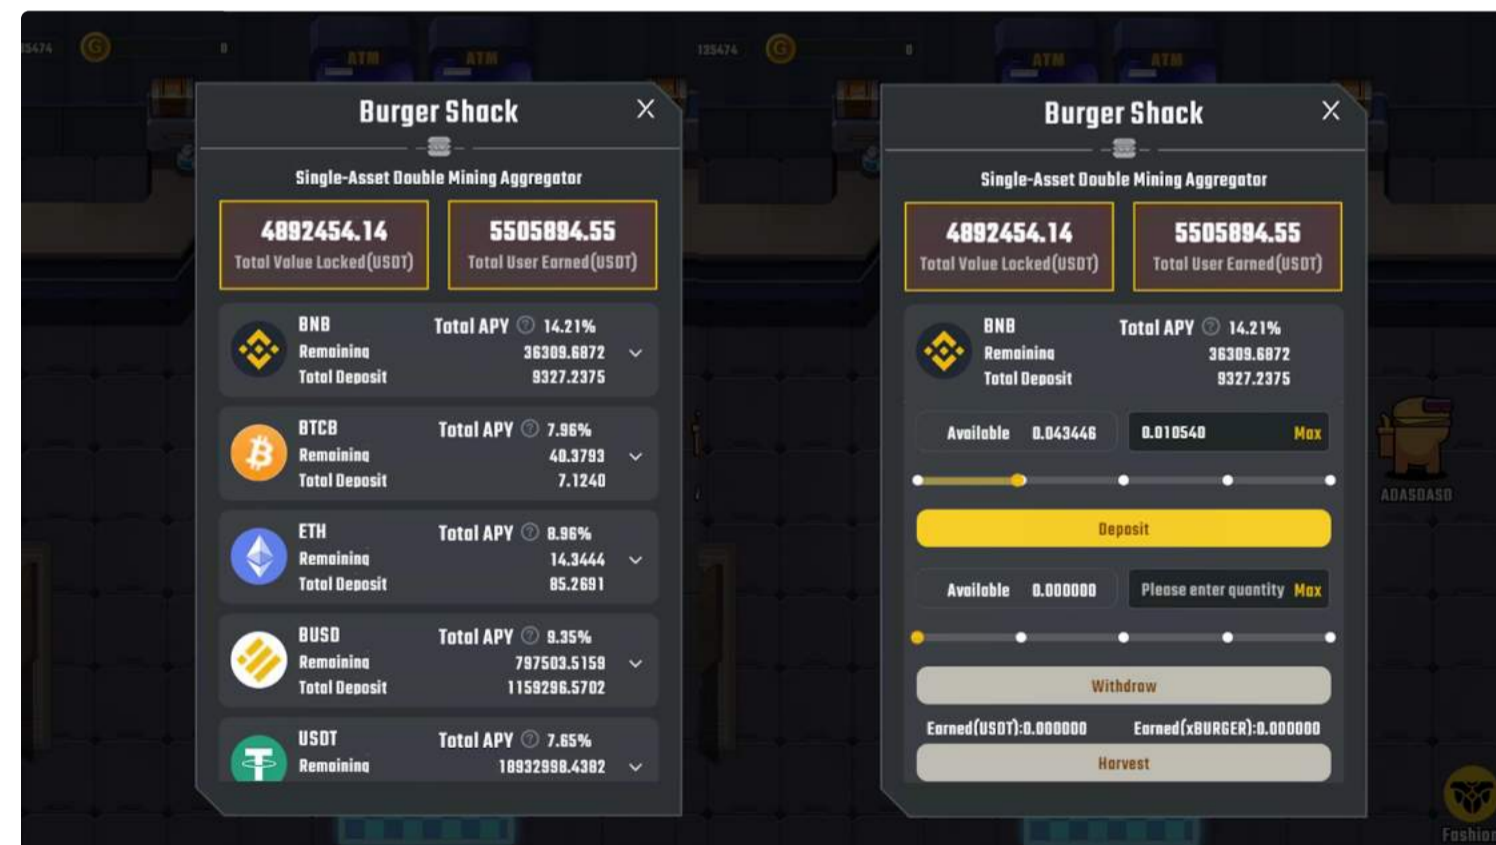 15474
G
0
ATM
ATM
Burger Shack
X
Single-Asset Double Mining Aggregator
4892454.14
Total Value Locked(USDT)
5505894.55
Total User Earned(USDT)
BNB
Total APY ? 14.21%
Remaining 36309.6872
Total Deposit 9327.2375
BTCB
Total APY ? 7.96%
Remaining 40.3793
Total Deposit 7.1240
ETH
Total APY ? 8.96%
Remaining 14.3444
Total Deposit 85.2691
BUSD
Total APY ? 9.35%
Remaining 797503.5159
Total Deposit 1159296.5702
USDT
Total APY ? 7.65%
Remaining 18932998.4382
135474
G
0
ATM
ATM
Burger Shack
X
Single-Asset Double Mining Aggregator
4892454.14
Total Value Locked(USDT)
5505894.55
Total User Earned(USDT)
BNB
Total APY ? 14.21%
Remaining 36309.6872
Total Deposit 9327.2375
Available 0.043446
0.010540 Max
Deposit
Available 0.000000
Please enter quantity Max
Withdraw
Earned(USDT):0.000000
Earned(xBURGER):0.000000
Harvest
ADASDASD
Fashion